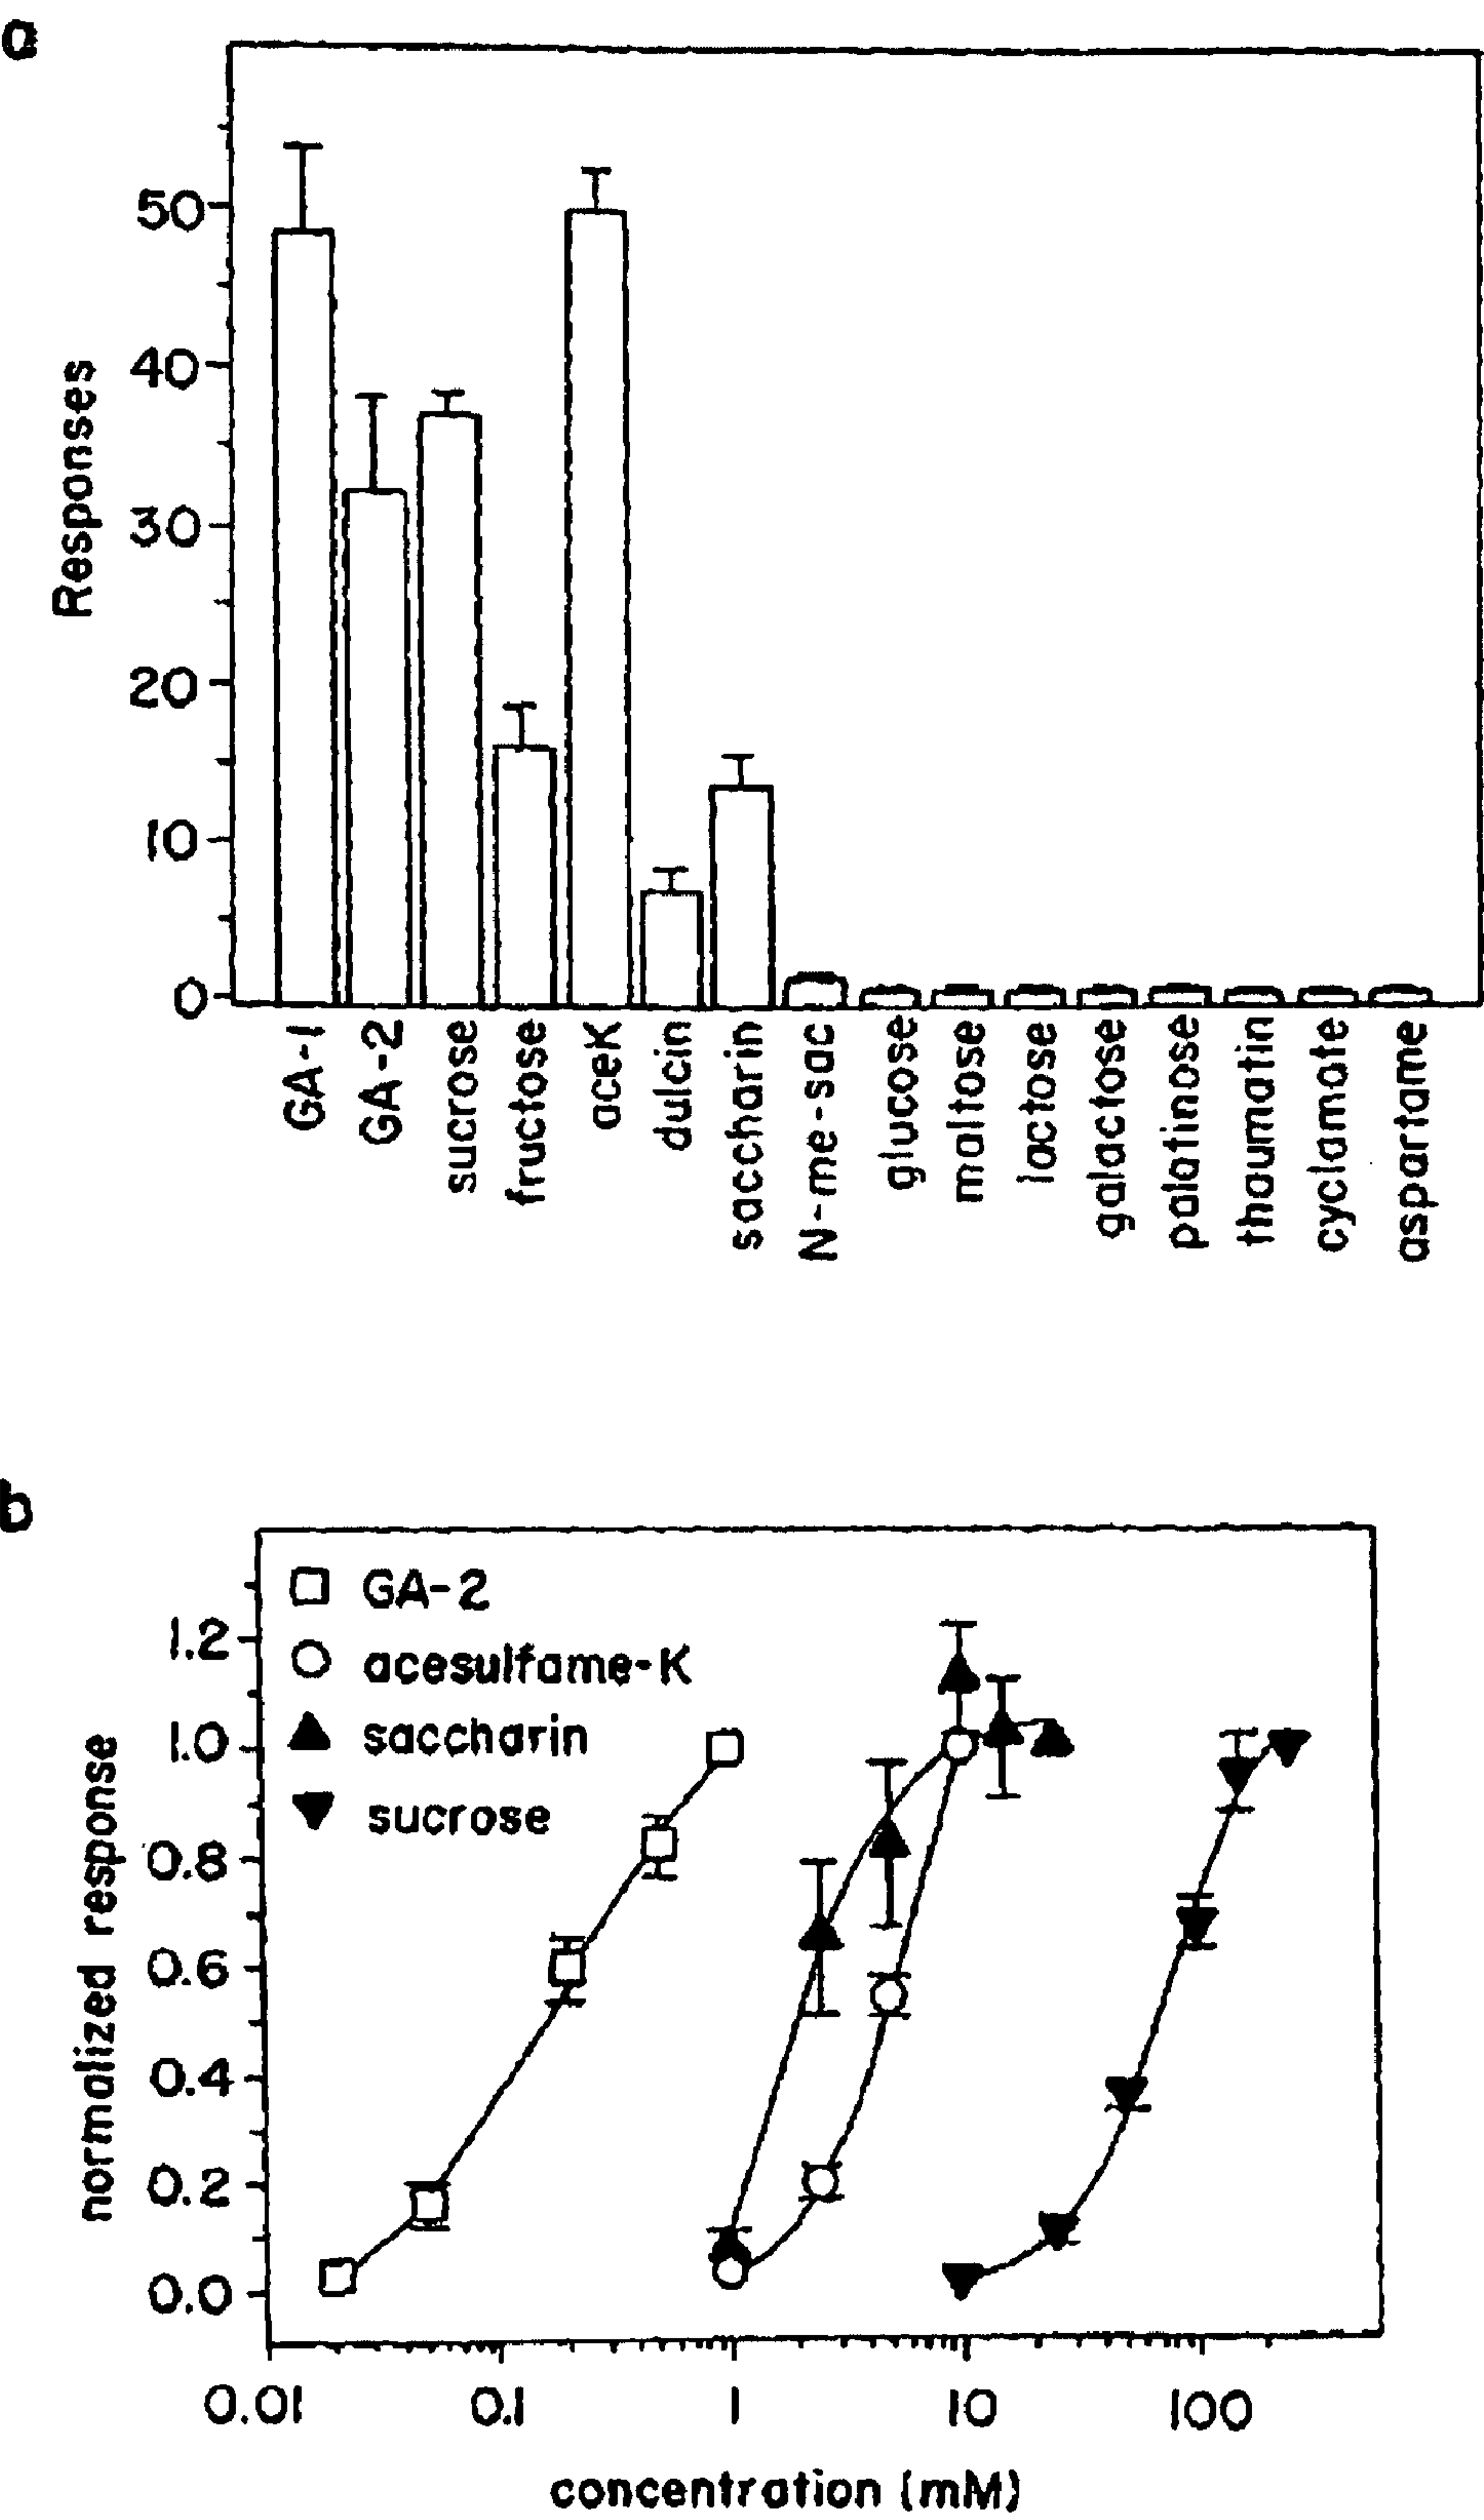 a
50
40
30
20
10
0
Responses
GA-1
GA-2
sucrose
fructose
aceK
dulcin
saccharin
N-me-sac
glucose
maltose
lactose
galactose
palatinose
thaumatin
cyclamate
aspartame
b
GA-2
acesulfame-K
saccharin
sucrose
1.2
1.0
0.8
0.6
0.4
0.2
0.0
normalized response
0.01 0.1 1 10 100
concentration (mM)